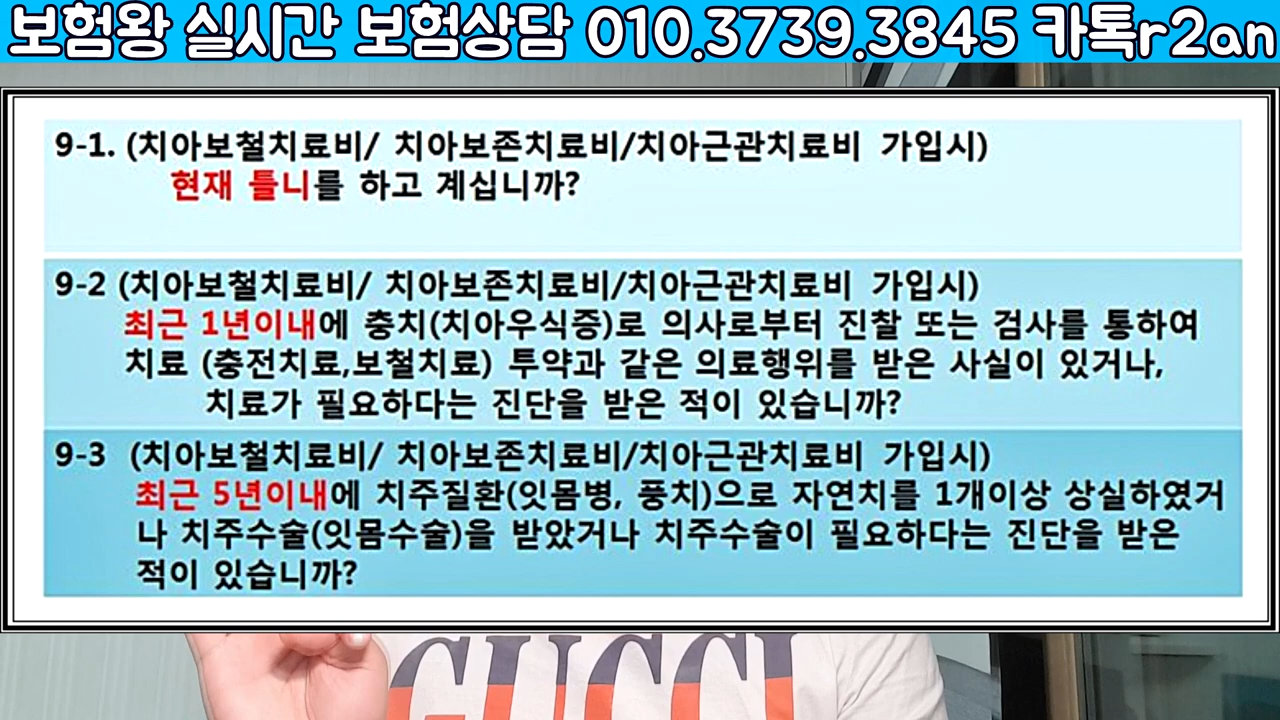 보험왕 실시간 보험상담 010.3739.3845 카톡r2an
9-1. (치아보철치료비/ 치아보존치료비/치아근관치료비 가입시)
현재 틀니를 하고 계십니까?
9-2 (치아보철치료비/ 치아보존치료비/치아근관치료비 가입시)
최근 1년이내에 충치(치아우식증)로 의사로부터 진찰 또는 검사를 통하여
치료 (충전치료,보철치료) 투약과 같은 의료행위를 받은 사실이 있거나,
치료가 필요하다는 진단을 받은 적이 있습니까?
9-3 (치아보철치료비/ 치아보존치료비/치아근관치료비 가입시)
최근 5년이내에 치주질환(잇몸병, 풍치)으로 자연치를 1개이상 상실하였거
나 치주수술(잇몸수술)을 받았거나 치주수술이 필요하다는 진단을 받은
적이 있습니까?
GUCCI